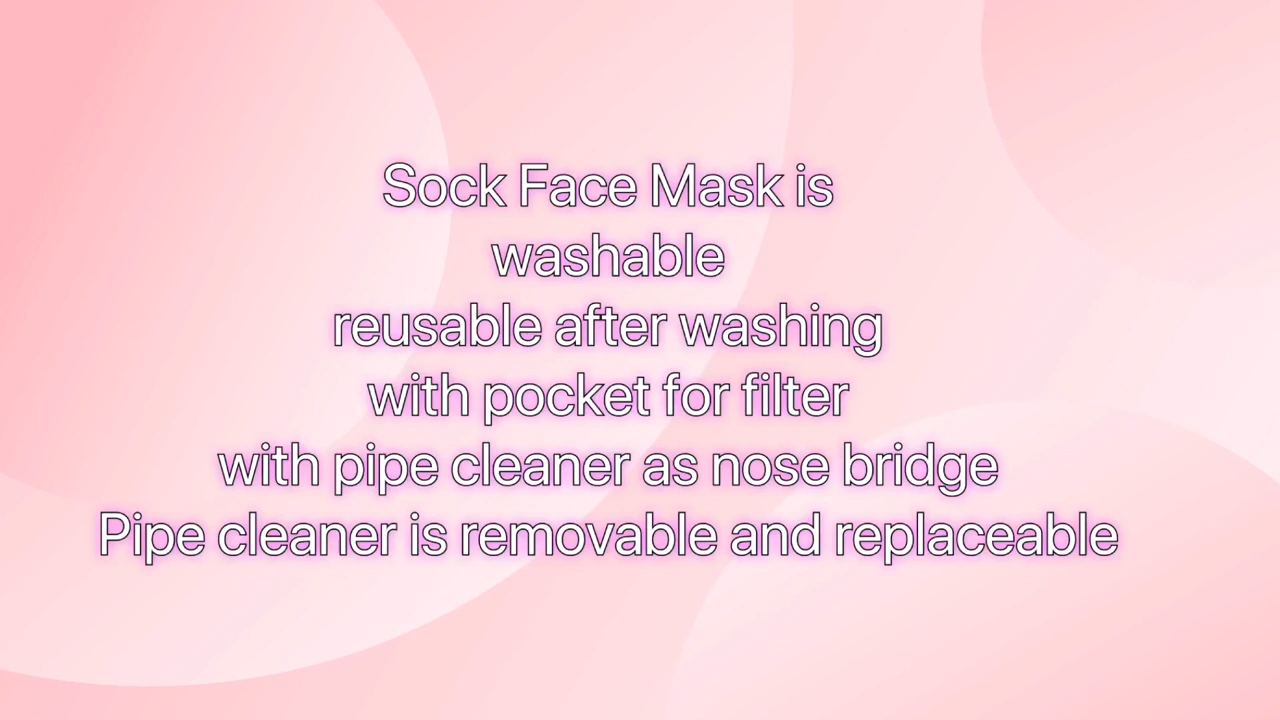 Sock Face Mask is
washable
reusable after washing
with pocket for filter
with pipe cleaner as nose bridge
Pipe cleaner is removable and replaceable